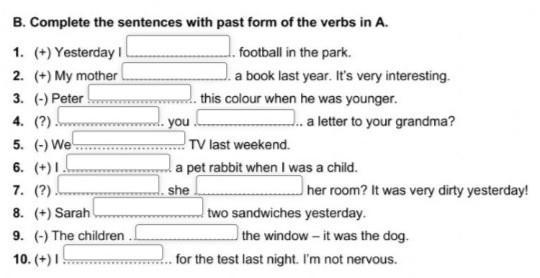 B. Complete the sentences with past form of the verbs in A.
1. (+) Yesterday I .......... football in the park.
2. (+) My mother .......... a book last year. It's very interesting.
3. (-) Peter .......... this colour when he was younger.
4. (?) .......... you .......... a letter to your grandma?
5. (-) We .......... TV last weekend.
6. (+) I .......... a pet rabbit when I was a child.
7. (?) .......... she .......... her room? It was very dirty yesterday!
8. (+) Sarah .......... two sandwiches yesterday.
9. (-) The children .......... the window – it was the dog.
10. (+) I .......... for the test last night. I'm not nervous.